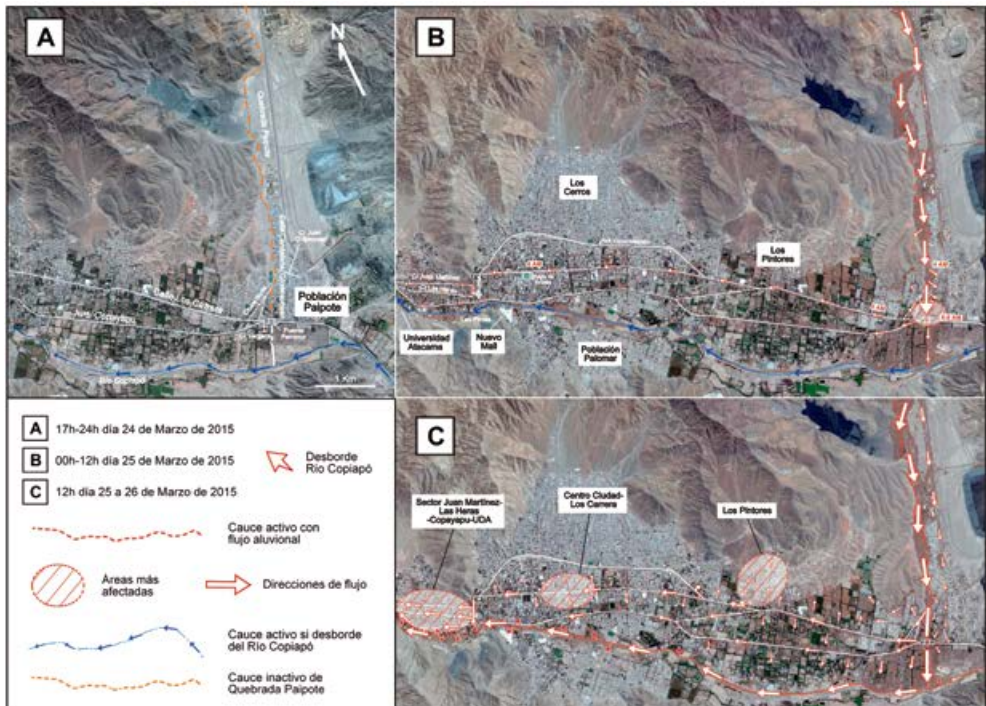 A
N
Quebrada Paipote
Población
Paipote
Río Copiapó
1 Km
B
Los
Cerros
Los
Pintores
Universidad
Atacama
Nuevo
Mall
Población
Palomar
A
17h-24h día 24 de Marzo de 2015
B
00h-12h día 25 de Marzo de 2015
C
12h día 25 a 26 de Marzo de 2015
Desborde
Río Copiapó
Cauce activo con
flujo aluvional
Áreas más
afectadas
Direcciones de flujo
Cauce activo si desborde
del Río Copiapó
Cauce inactivo de
Quebrada Paipote
C
Sector Juan Martínez-
Las Heras
-Copayapu-UDA
Centro Ciudad-
Los Carrera
Los Pintores